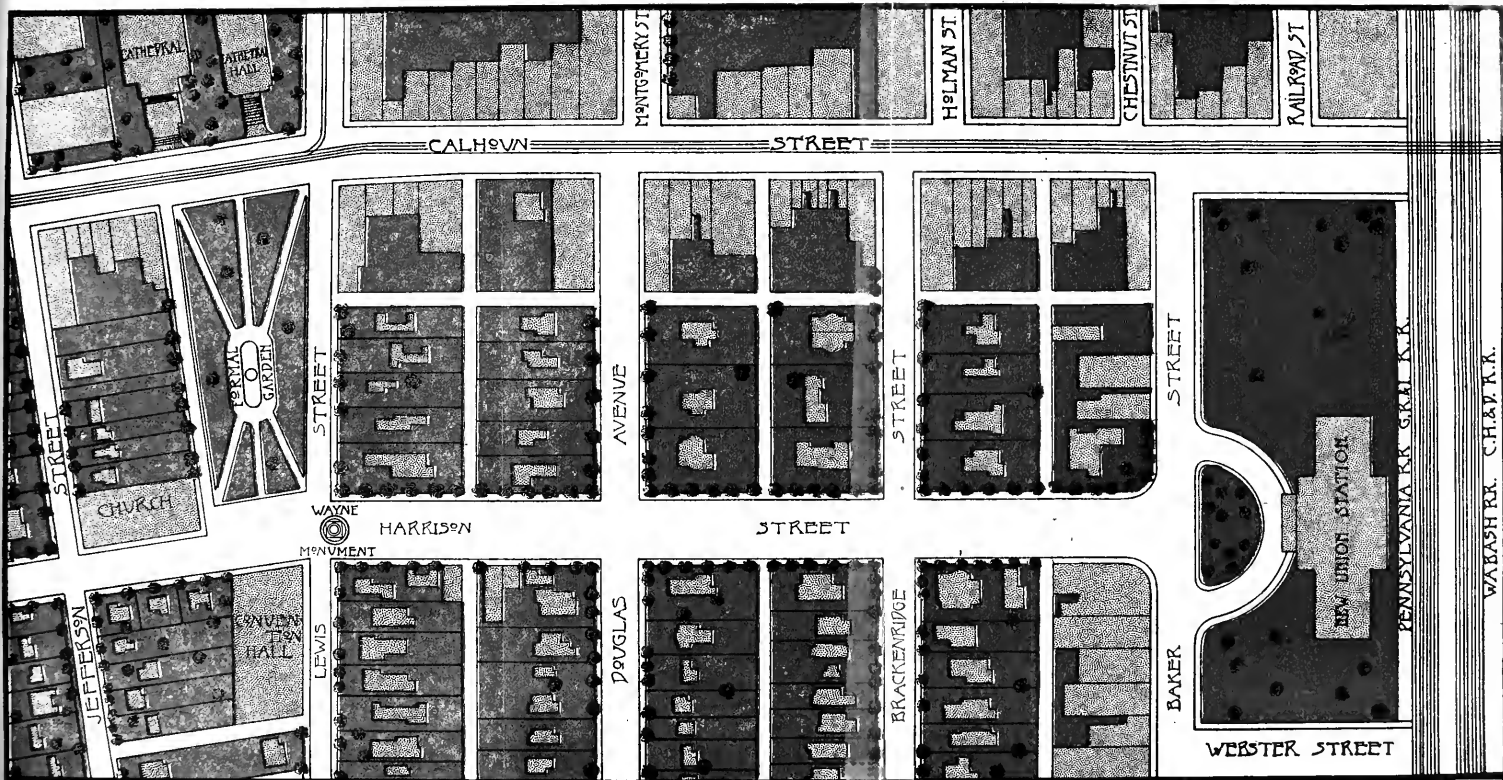 CATHEDRAL
CATHEDRAL
HALL
MONTGOMERY ST.
HOLMAN ST.
CHESTNUT ST.
RAILROAD ST.
CALHOUN STREET
FORMAL
GARDEN
STREET
STREET
AVENUE
STREET
STREET
CHURCH
WAYNE
MONUMENT
HARRISON STREET
NEW UNION STATION
PENNSYLVANIA R.R. G.R.& I. R.R.
WABASH R.R. C.H.& D. R.R.
JEFFERSON
CONVEN
TION
HALL
LEWIS
DOUGLAS
BRACKENRIDGE
BAKER
WEBSTER STREET